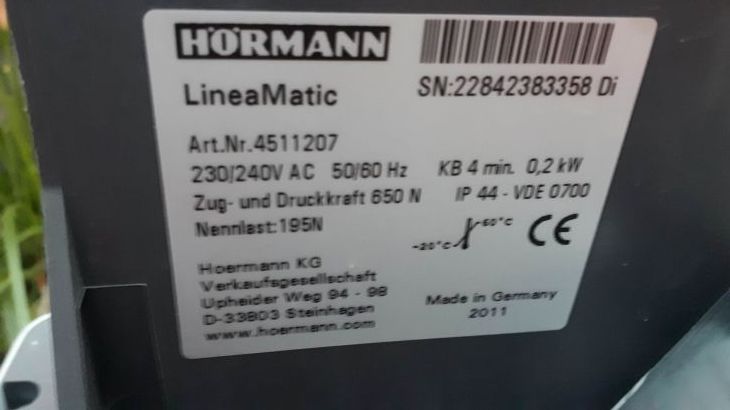 HÖRMANN
SN:22842383358 Di
LineaMatic
Art.Nr.4511207
230/240V AC 50/60 Hz KB 4 min. 0,2 kW
Zug- und Druckkraft 650 N IP 44 - VDE 0700
Nennlast:195N
-20°C 60°C CE
Hoermann KG
Verkaufsgesellschaft
Upheider Weg 94 - 98
D-33803 Steinhagen
www.hoermann.com
Made in Germany
2011